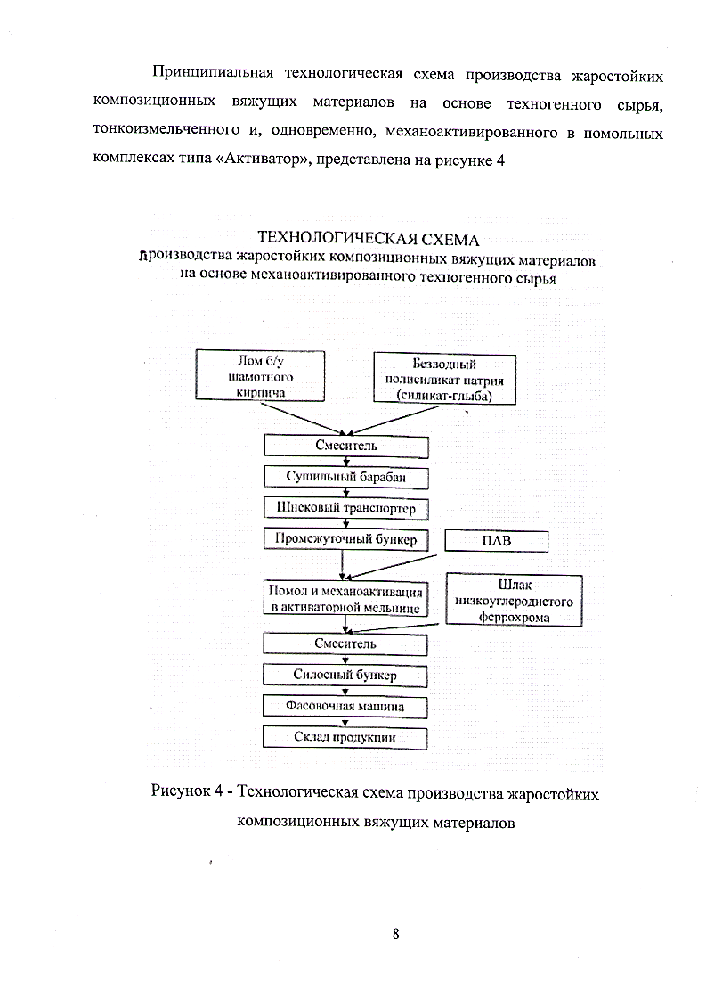 Принципиальная технологическая схема производства жаростойких
композиционных вяжущих материалов на основе техногенного сырья,
тонкоизмельченного и, одновременно, механоактивированного в помольных
комплексах типа «Активатор», представлена на рисунке 4
ТЕХНОЛОГИЧЕСКАЯ СХЕМА
производства жаростойких композиционных вяжущих материалов
на основе механоактивированного техногенного сырья
Лом б/у
шамотного
кирпича
Безводный
полисиликат натрия
(силикат-глыба)
Смеситель
Сушильный барабан
Шнековый транспортер
Промежуточный бункер
ПАВ
Помол и механоактивация
в активаторной мельнице
Шлак
низкоуглеродистого
феррохрома
Смеситель
Силосный бункер
Фасовочная машина
Склад продукции
Рисунок 4 - Технологическая схема производства жаростойких
композиционных вяжущих материалов
8